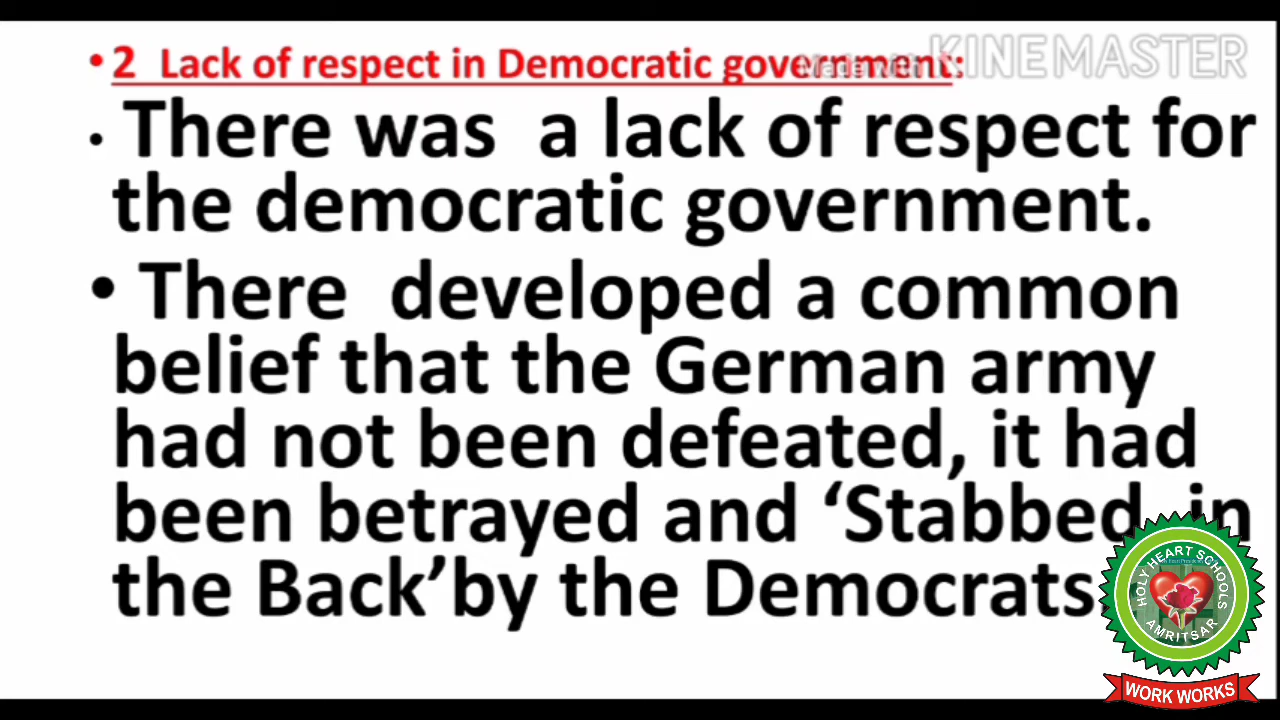 • 2 Lack of respect in Democratic government:
Made with KINEMASTER
• There was a lack of respect for
the democratic government.
• There developed a common
belief that the German army
had not been defeated, it had
been betrayed and ‘Stabbed in
the Back’by the Democrats.
HOLY HEART SCHOOLS
AMRITSAR
WORK WORKS